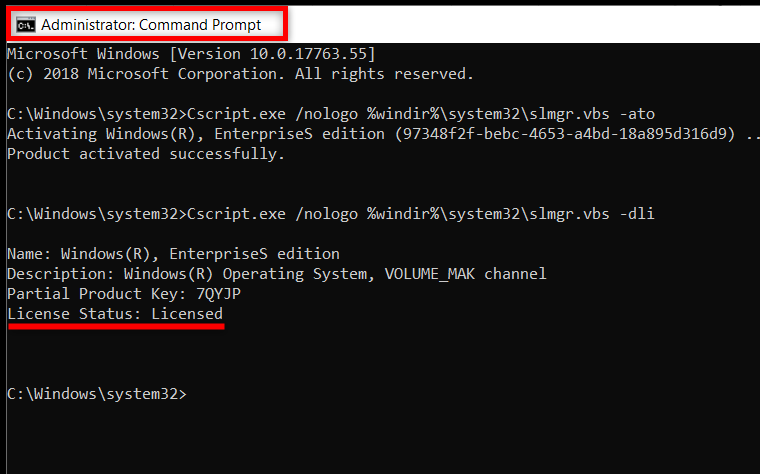 Administrator: Command Prompt
Microsoft Windows [Version 10.0.17763.55]
(c) 2018 Microsoft Corporation. All rights reserved.
C:\Windows\system32>Cscript.exe /nologo %windir%\system32\slmgr.vbs -ato
Activating Windows(R), EnterpriseS edition (97348f2f-bebc-4653-a4bd-18a895d316d9) ..
Product activated successfully.
C:\Windows\system32>Cscript.exe /nologo %windir%\system32\slmgr.vbs -dli
Name: Windows(R), EnterpriseS edition
Description: Windows(R) Operating System, VOLUME_MAK channel
Partial Product Key: 7QYJP
License Status: Licensed
C:\Windows\system32>